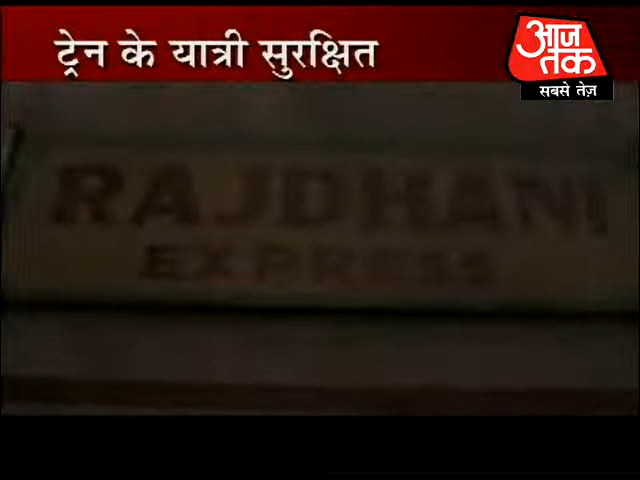 ट्रेन के यात्री सुरक्षित
आज
तक
सबसे तेज़
RAJDHANI
EXPRESS